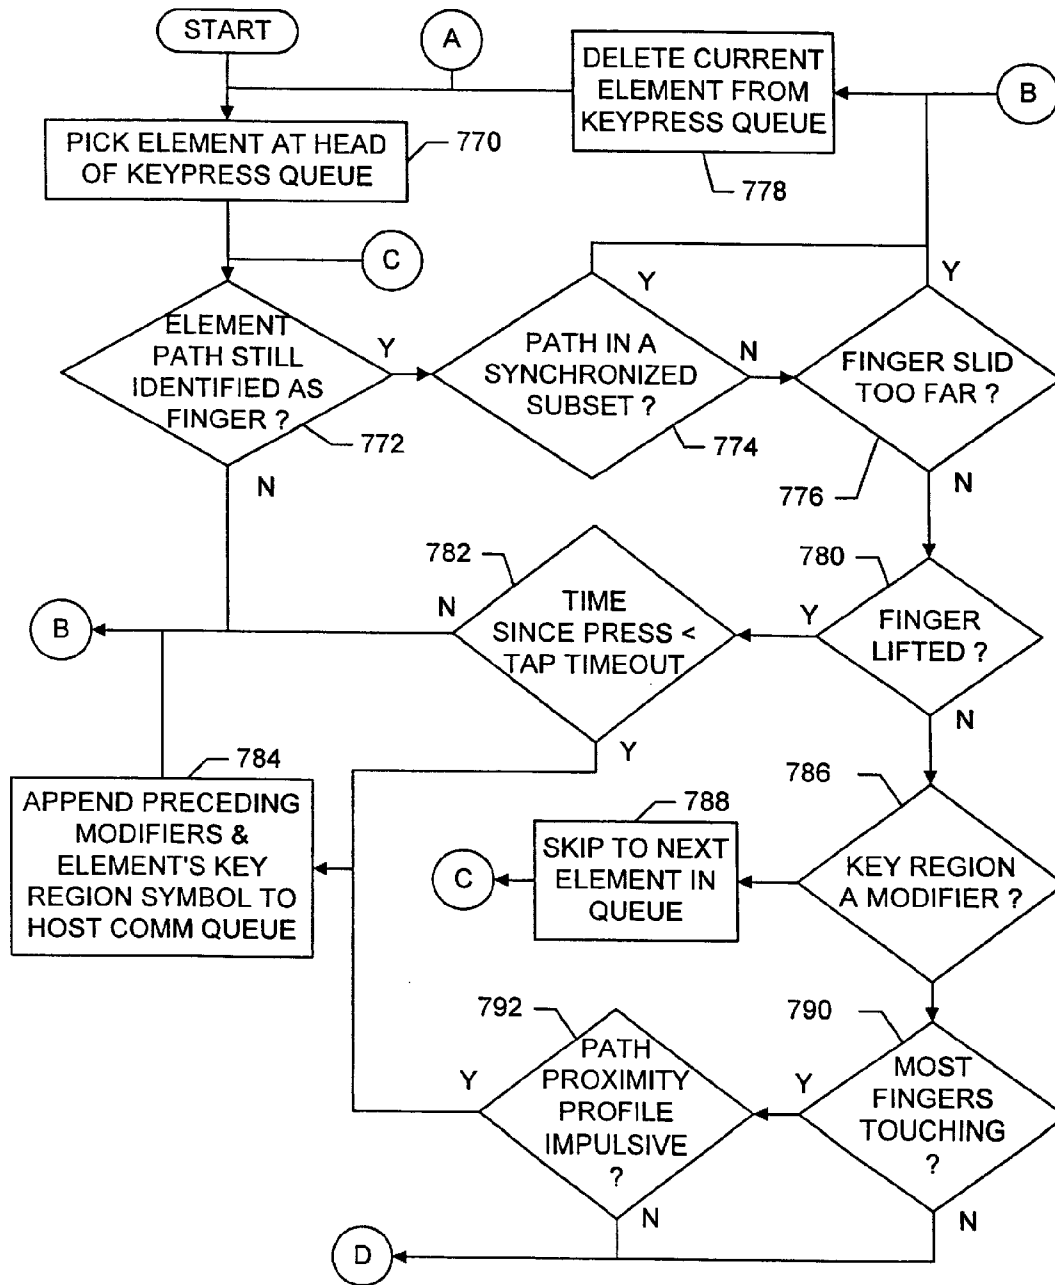 START
A
DELETE CURRENT
ELEMENT FROM
KEYPRESS QUEUE
B
PICK ELEMENT AT HEAD
OF KEYPRESS QUEUE
770
778
C
ELEMENT
PATH STILL
IDENTIFIED AS
FINGER ?
Y
772
N
PATH IN A
SYNCHRONIZED
SUBSET ?
Y
N
774
FINGER SLID
TOO FAR ?
Y
776
N
780
FINGER
LIFTED ?
Y
N
782
TIME
SINCE PRESS <
TAP TIMEOUT
N
Y
B
784
APPEND PRECEDING
MODIFIERS &
ELEMENT'S KEY
REGION SYMBOL TO
HOST COMM QUEUE
786
KEY REGION
A MODIFIER ?
788
SKIP TO NEXT
ELEMENT IN
QUEUE
C
790
MOST
FINGERS
TOUCHING
?
Y
N
792
PATH
PROXIMITY
PROFILE
IMPULSIVE
?
Y
N
D